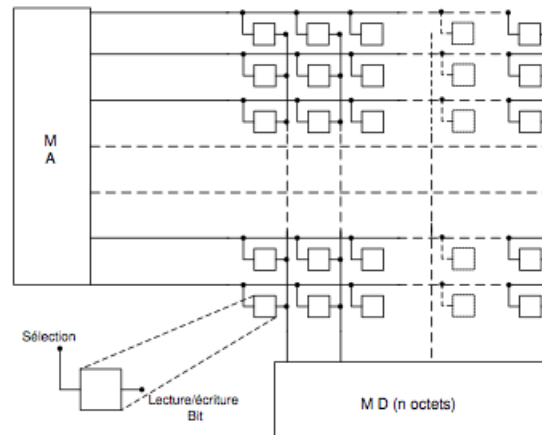 M
A
Sélection
Lecture/écriture
Bit
M D (n octets)